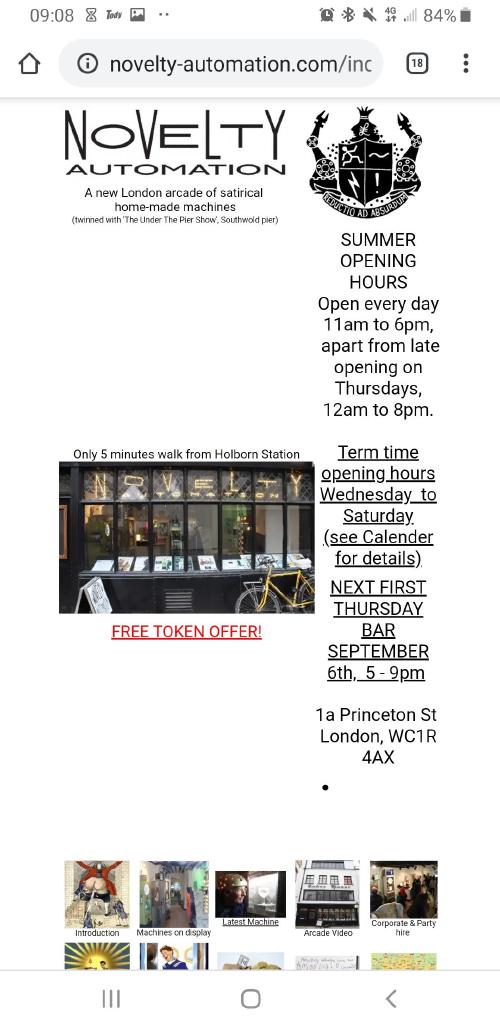 09:08 Tody 4G 84%
novelty-automation.com/inc
18
NOVELTY
AUTOMATION
A new London arcade of satirical
home-made machines
(twinned with 'The Under The Pier Show', Southwold pier)
REDUCTIO AD ABSURDUM
SUMMER
OPENING
HOURS
Open every day
11am to 6pm,
apart from late
opening on
Thursdays,
12am to 8pm.
Only 5 minutes walk from Holborn Station
NOVELTY
AUTOMATION
FREE TOKEN OFFER!
Term time
opening hours
Wednesday to
Saturday
(see Calender
for details)
NEXT FIRST
THURSDAY
BAR
SEPTEMBER
6th, 5 - 9pm
1a Princeton St
London, WC1R
4AX
Introduction
Machines on display
Latest Machine
Arcade Video
Corporate & Party
hire